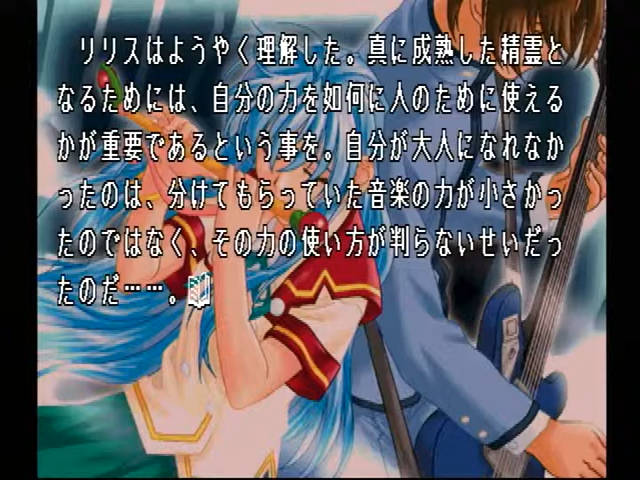 リリスはようやく理解した。真に成熟した精霊と
なるためには、自分の力を如何に人のために使える
かが重要であるという事を。自分が大人になれなか
ったのは、分けてもらっていた音楽の力が小さかっ
たのではなく、その力の使い方が判らないせいだっ
たのだ……。